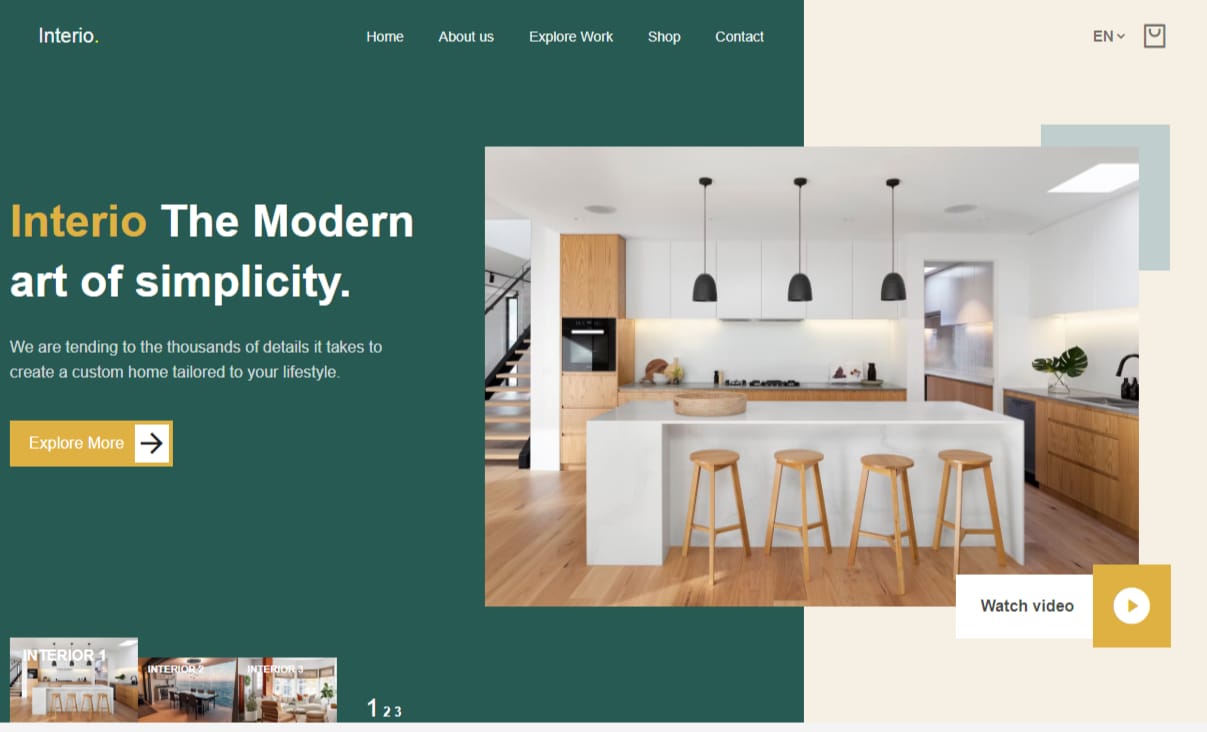 Interio.
Home About us Explore Work Shop Contact
EN
Interio The Modern
art of simplicity.
We are tending to the thousands of details it takes to
create a custom home tailored to your lifestyle.
Explore More
Watch video
INTERIOR 1
INTERIOR 2
INTERIOR 3
1 2 3